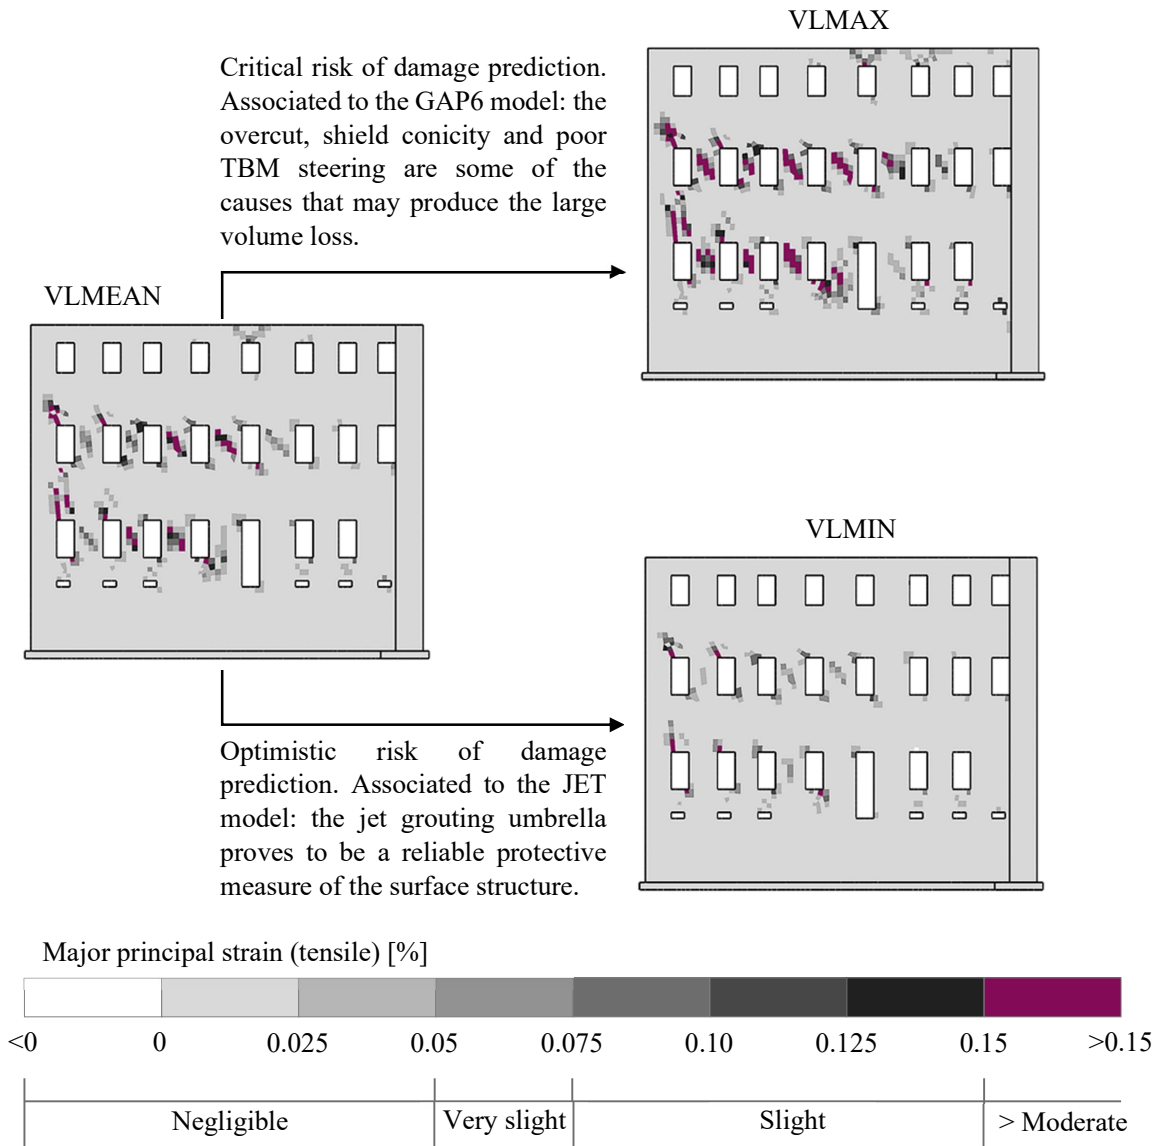 VLMAX
Critical risk of damage prediction.
Associated to the GAP6 model: the
overcut, shield conicity and poor
TBM steering are some of the
causes that may produce the large
volume loss.
VLMEAN
VLMIN
Optimistic risk of damage
prediction. Associated to the JET
model: the jet grouting umbrella
proves to be a reliable protective
measure of the surface structure.
Major principal strain (tensile) [%]
<0 0 0.025 0.05 0.075 0.10 0.125 0.15 >0.15
Negligible Very slight Slight > Moderate